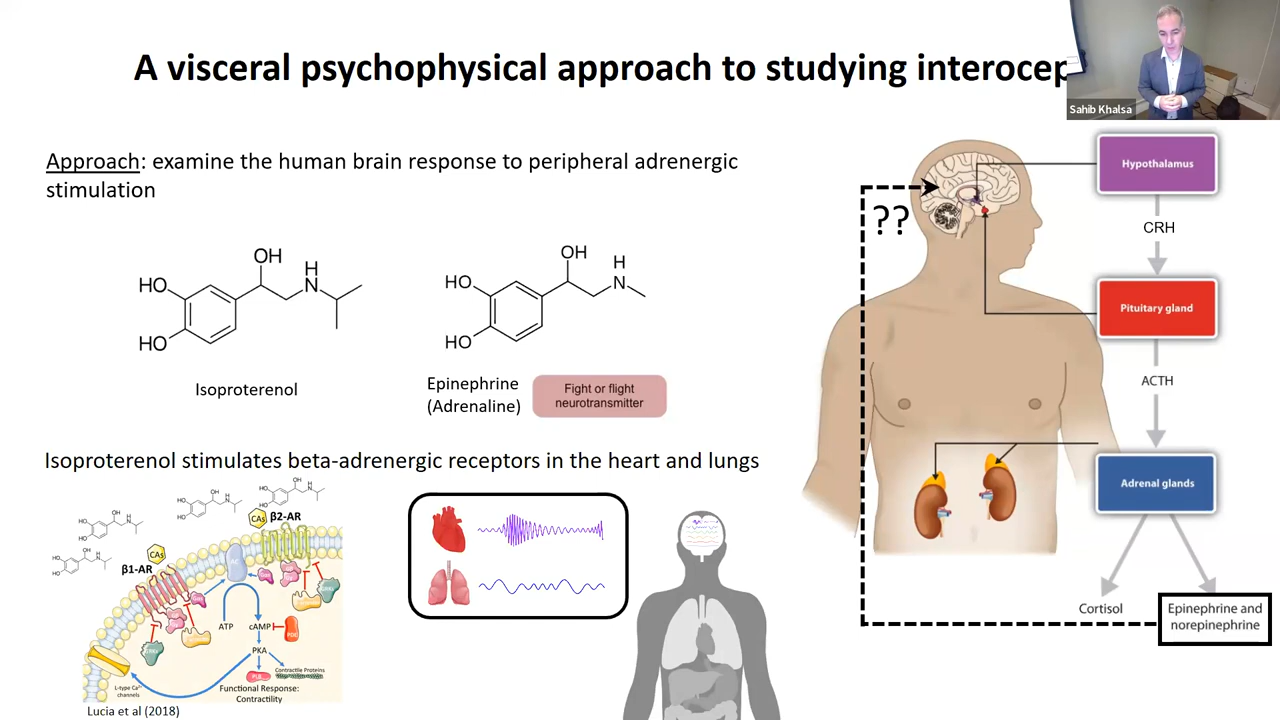 A visceral psychophysical approach to studying interocep
Sahib Khalsa
Approach: examine the human brain response to peripheral adrenergic
stimulation
HO
HO
OH
H
N
Isoproterenol
HO
HO
OH
H
N
Epinephrine
(Adrenaline)
Fight or flight
neurotransmitter
Isoproterenol stimulates beta-adrenergic receptors in the heart and lungs
CAs
β2-AR
CAs
β1-AR
AC
ATP
cAMP
PDE
PKA
PLB
Contractile Proteins
L-type Ca²⁺
channels
Functional Response:
Contractility
Lucia et al (2018)
??
Hypothalamus
CRH
Pituitary gland
ACTH
Adrenal glands
Cortisol
Epinephrine and
norepinephrine